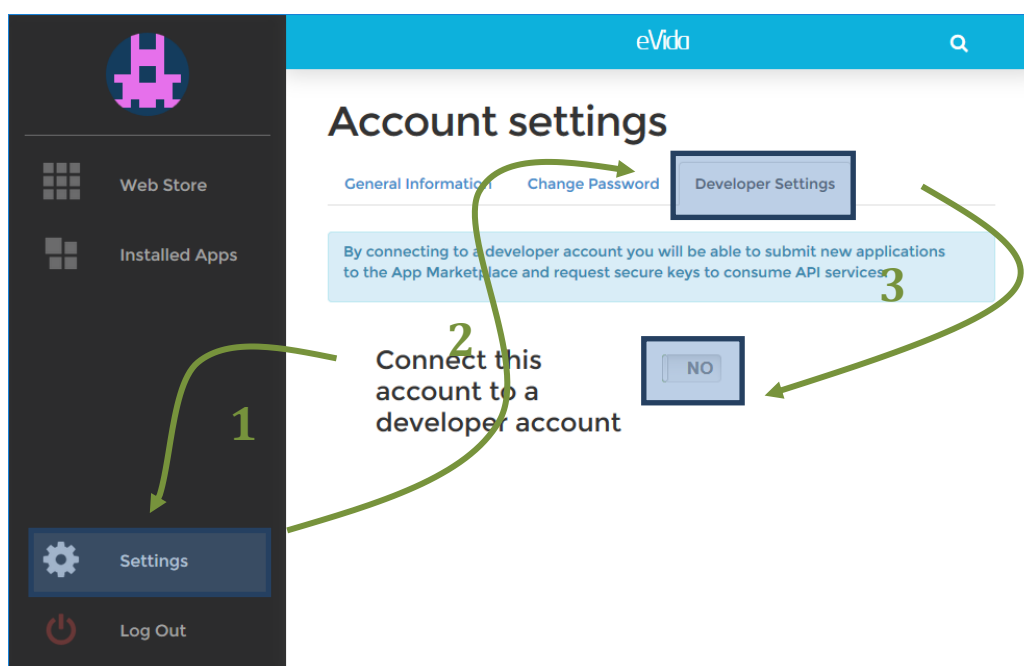 eVida
Account settings
Web Store
Installed Apps
Settings
Log Out
General Information
Change Password
Developer Settings
By connecting to a developer account you will be able to submit new applications
to the App Marketplace and request secure keys to consume API services
Connect this
account to a
developer account
NO
1
2
3